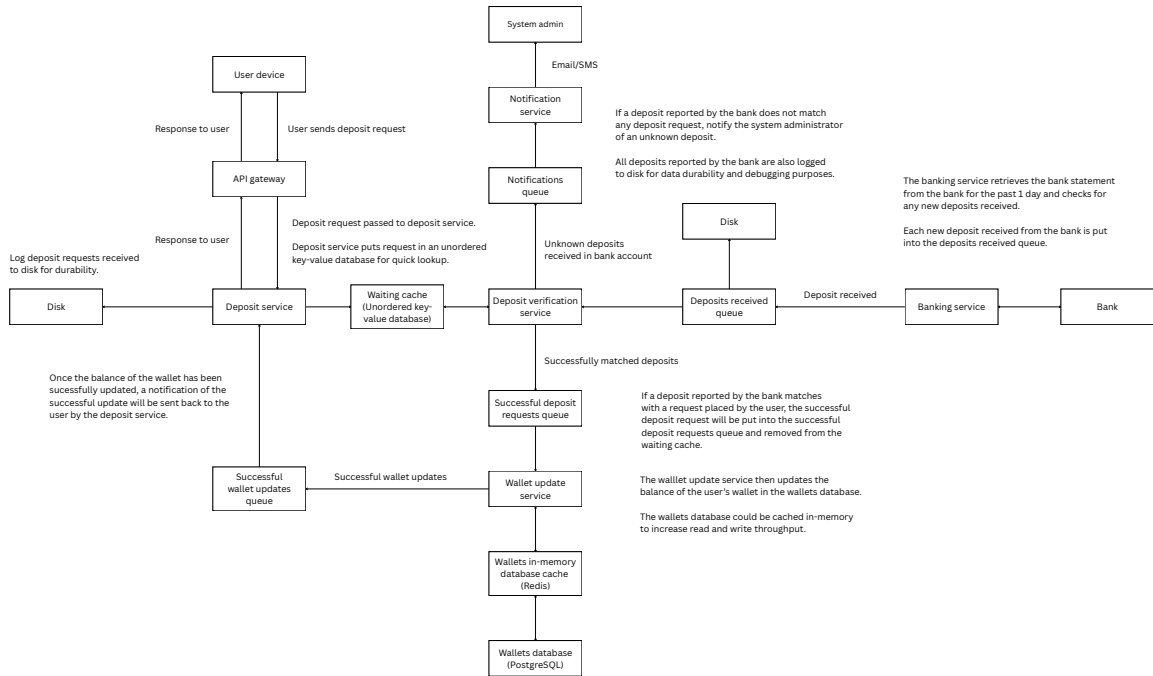 System admin
Email/SMS
User device
Notification
service
Response to user
User sends deposit request
If a deposit reported by the bank does not match
any deposit request, notify the system administrator
of an unknown deposit.
All deposits reported by the bank are also logged
to disk for data durability and debugging purposes.
API gateway
Notifications
queue
The banking service retrieves the bank statement
from the bank for the past 1 day and checks for
any new deposits received.
Each new deposit received from the bank is put
into the deposits received queue.
Deposit request passed to deposit service.
Deposit service puts request in an unordered
key-value database for quick lookup.
Disk
Response to user
Unknown deposits
received in bank account
Log deposit requests received
to disk for durability.
Disk
Deposit service
Waiting cache
(Unordered key-
value database)
Deposit verification
service
Deposits received
queue
Deposit received
Banking service
Bank
Successfully matched deposits
Once the balance of the wallet has been
sucessfully updated, a notification of the
successful update will be sent back to the
user by the deposit service.
Successful deposit
requests queue
If a deposit reported by the bank matches
with a request placed by the user, the successful
deposit request will be put into the successful
deposit requests queue and removed from the
waiting cache.
Successful
wallet updates
queue
Successful wallet updates
Wallet update
service
The walllet update service then updates the
balance of the user's wallet in the wallets database.
The wallets database could be cached in-memory
to increase read and write throughput.
Wallets in-memory
database cache
(Redis)
Wallets database
(PostgreSQL)